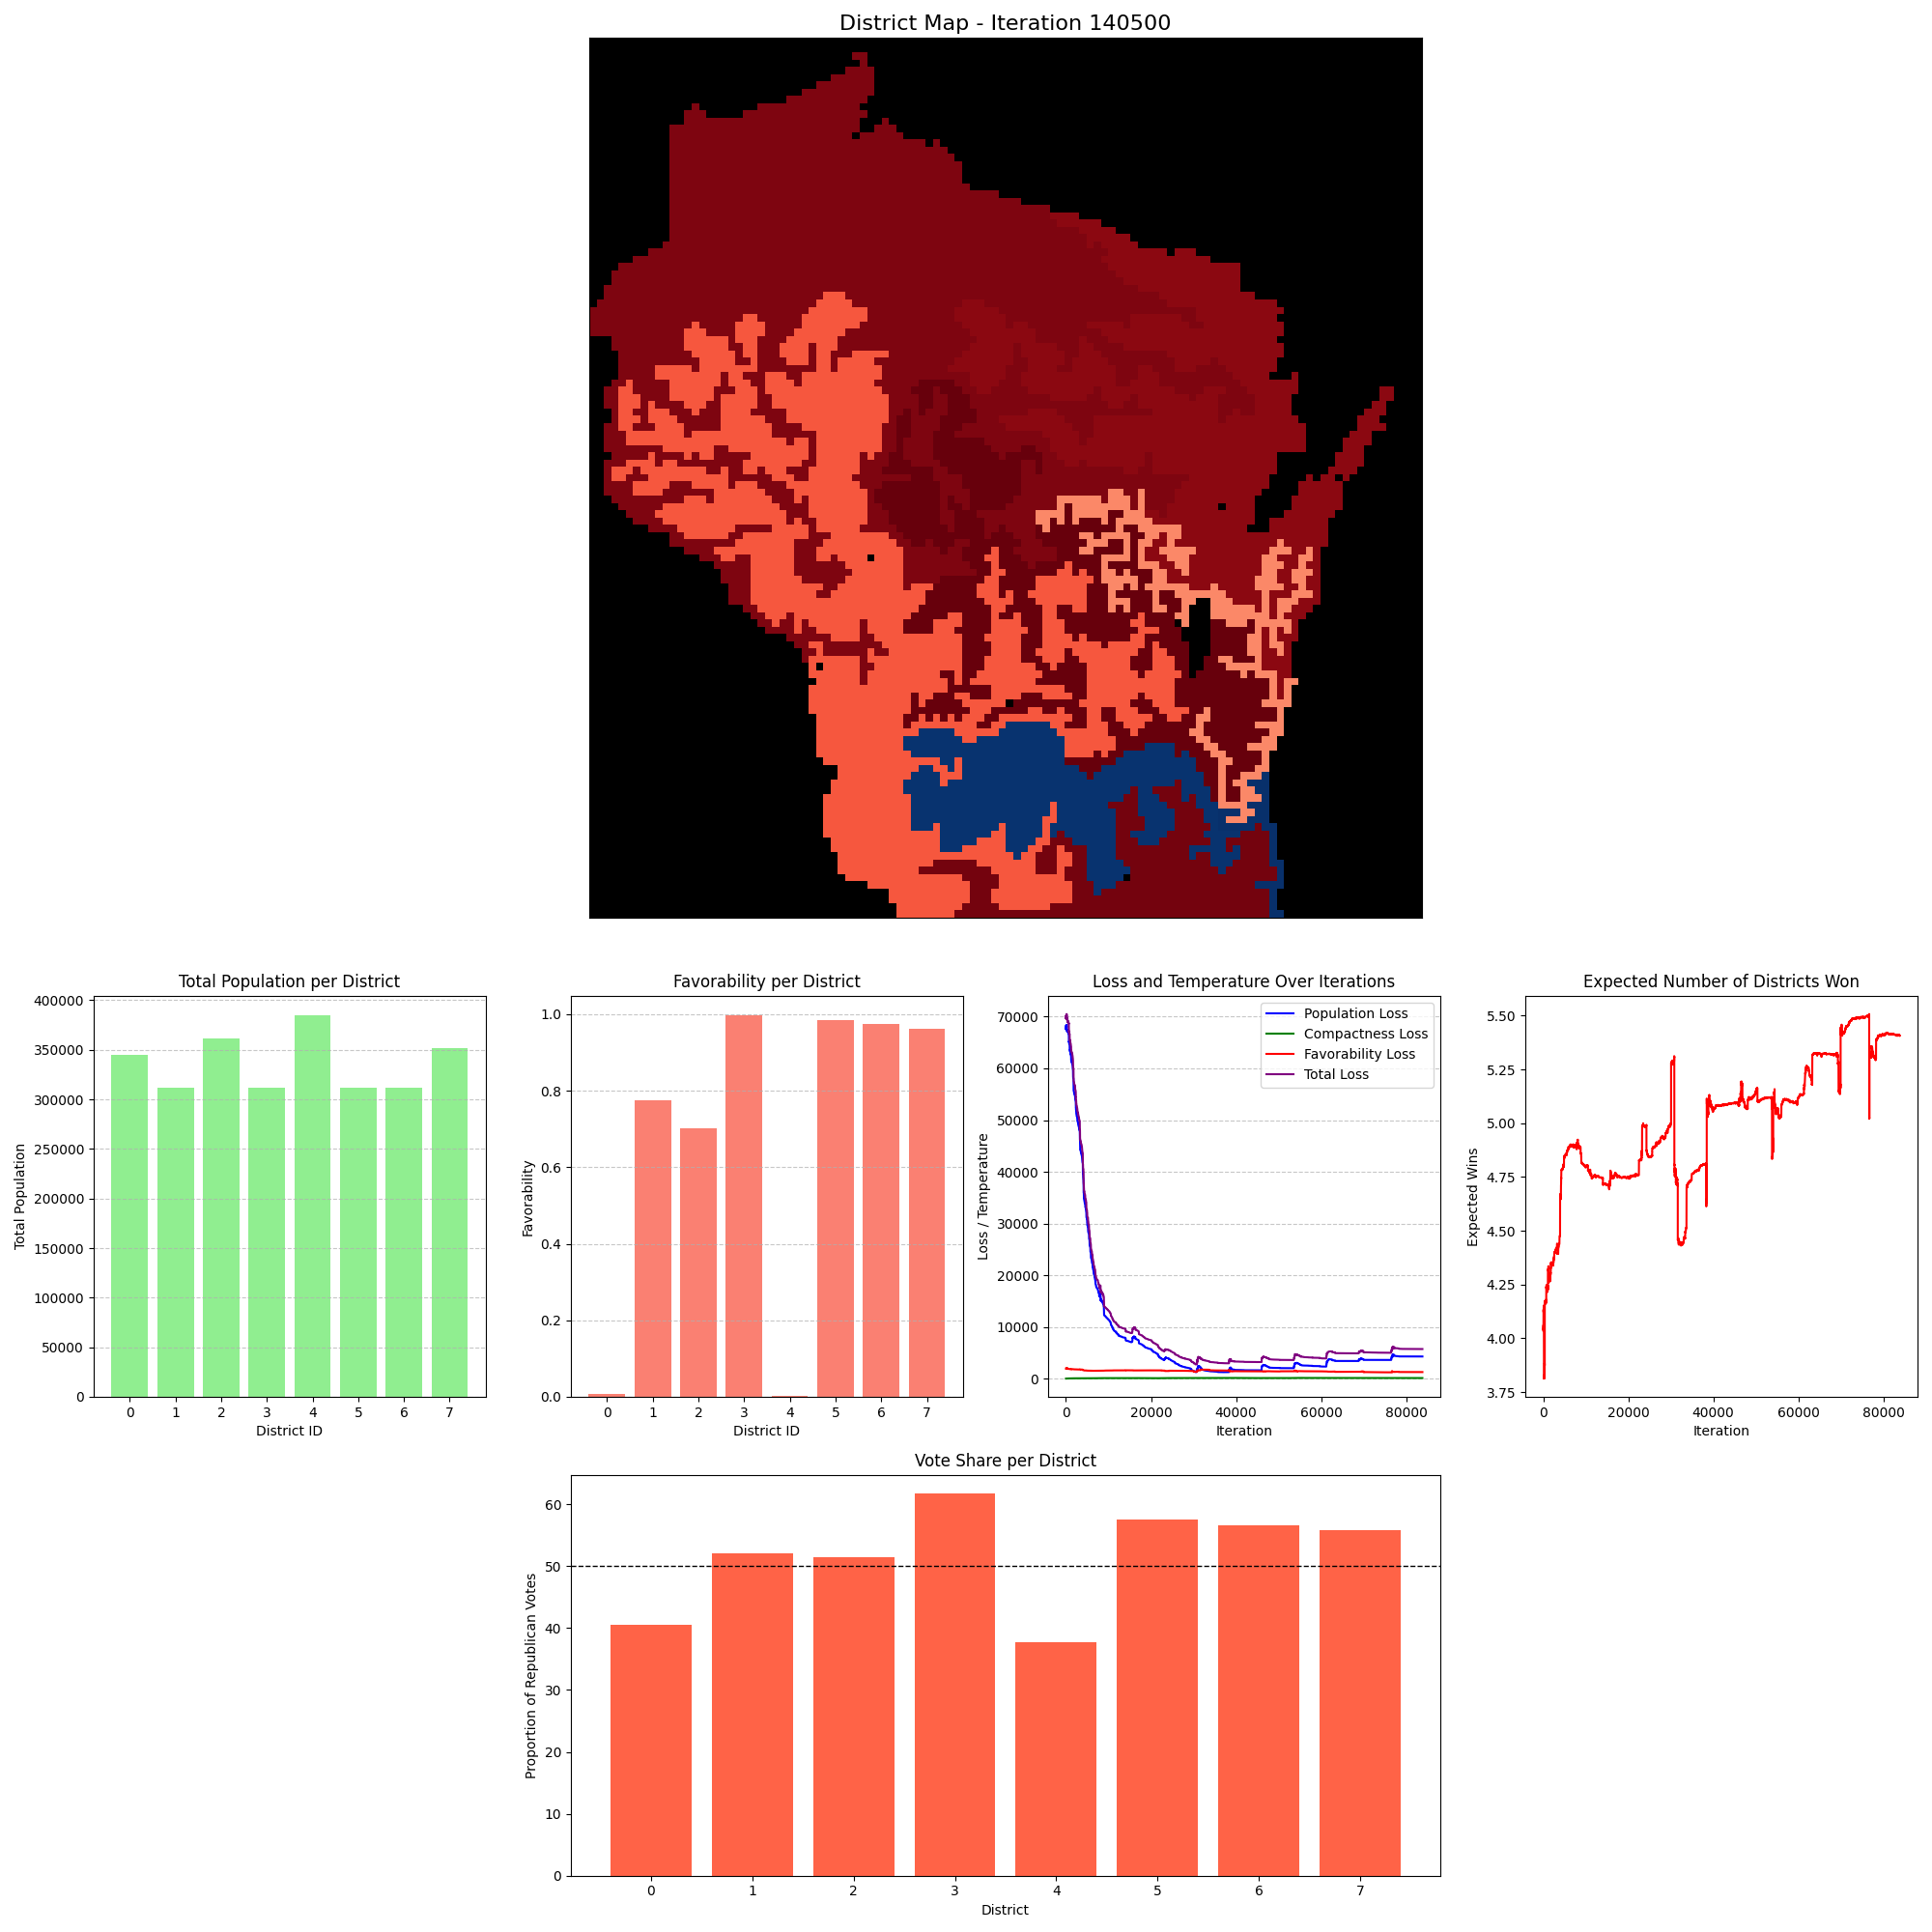 District Map - Iteration 140500
Total Population per District
Total Population
400000
350000
300000
250000
200000
150000
100000
50000
0
0 1 2 3 4 5 6 7
District ID
Favorability per District
Favorability
1.0
0.8
0.6
0.4
0.2
0.0
0 1 2 3 4 5 6 7
District ID
Loss and Temperature Over Iterations
Loss / Temperature
70000
60000
50000
40000
30000
20000
10000
0
Population Loss
Compactness Loss
Favorability Loss
Total Loss
0 20000 40000 60000 80000
Iteration
Expected Number of Districts Won
Expected Wins
5.50
5.25
5.00
4.75
4.50
4.25
4.00
3.75
0 20000 40000 60000 80000
Iteration
Vote Share per District
Proportion of Republican Votes
60
50
40
30
20
10
0
0 1 2 3 4 5 6 7
District